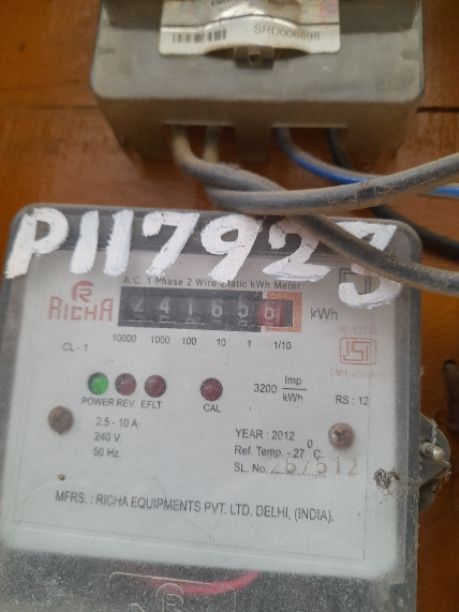 SRD006898
P117923
A.C. 1 Phase 2 Wire Static kWh Meter
RICHA
241656 kWh
10000 1000 100 10 1 1/10
CL - 1
POWER REV. EFLT CAL
3200 Imp/kWh
RS : 12
2.5 - 10 A
240 V.
50 Hz.
YEAR : 2012
Ref. Temp. - 27 °C
SL. No. 267512
MFRS. : RICHA EQUIPMENTS PVT. LTD. DELHI, (INDIA).